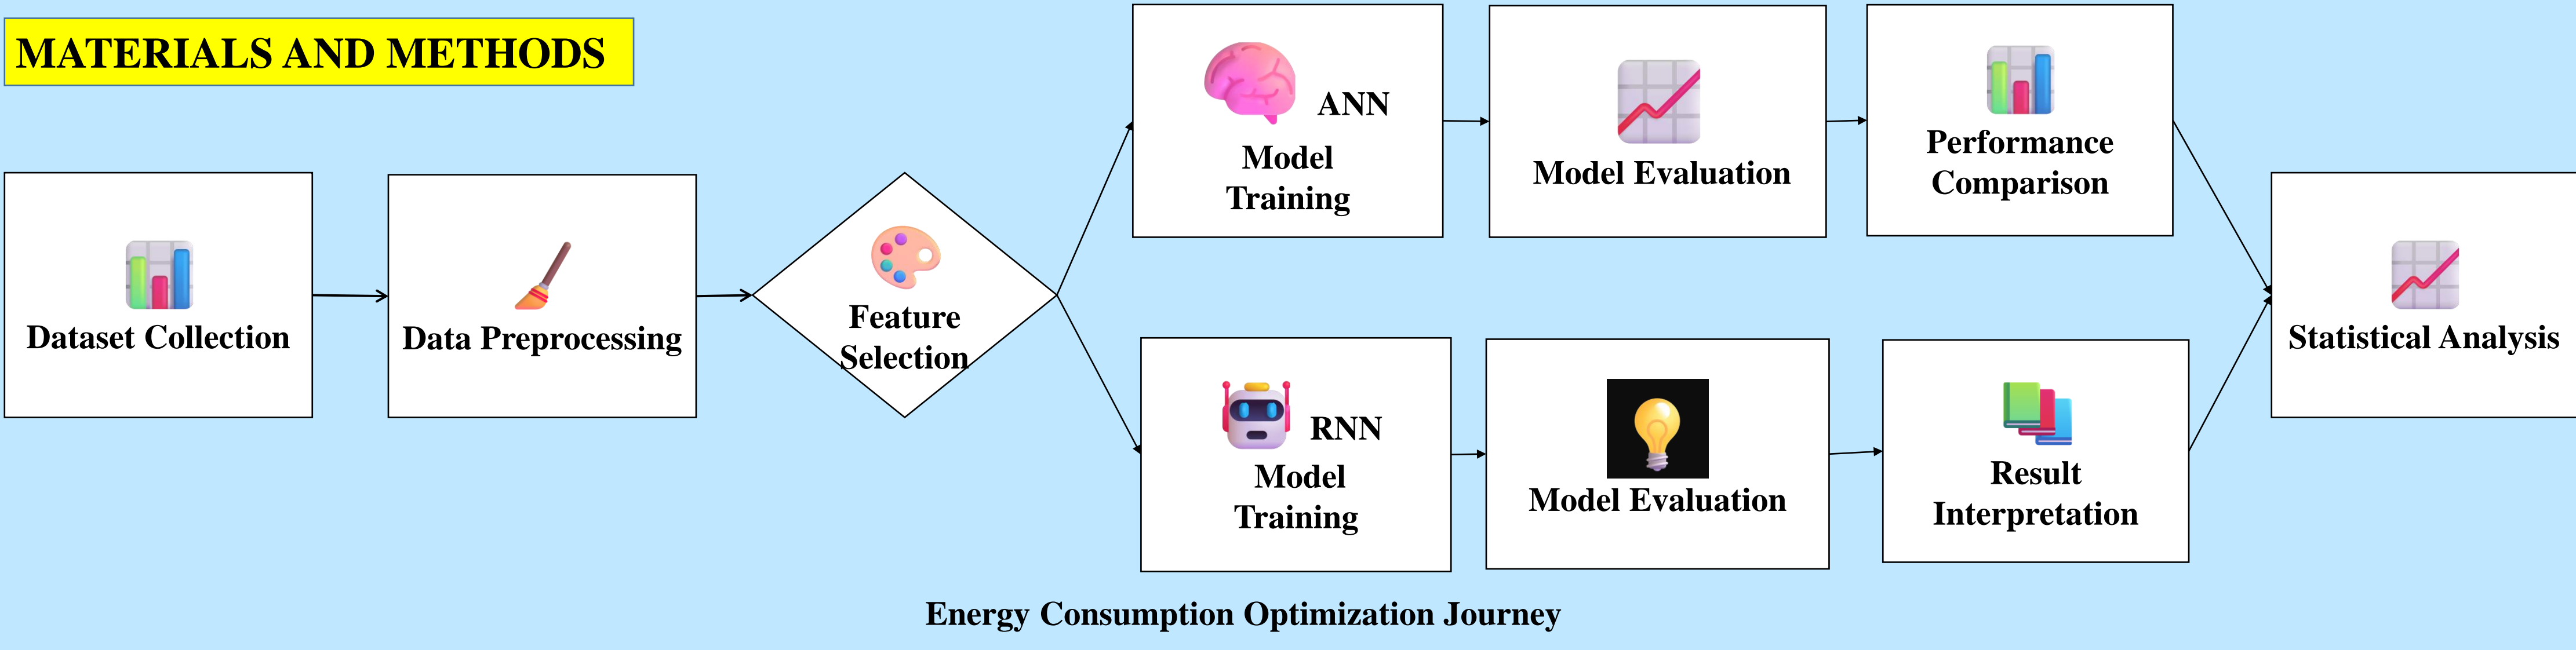 MATERIALS AND METHODS
Dataset Collection
Data Preprocessing
Feature
Selection
ANN
Model
Training
Model Evaluation
Performance
Comparison
RNN
Model
Training
Model Evaluation
Result
Interpretation
Statistical Analysis
Energy Consumption Optimization Journey